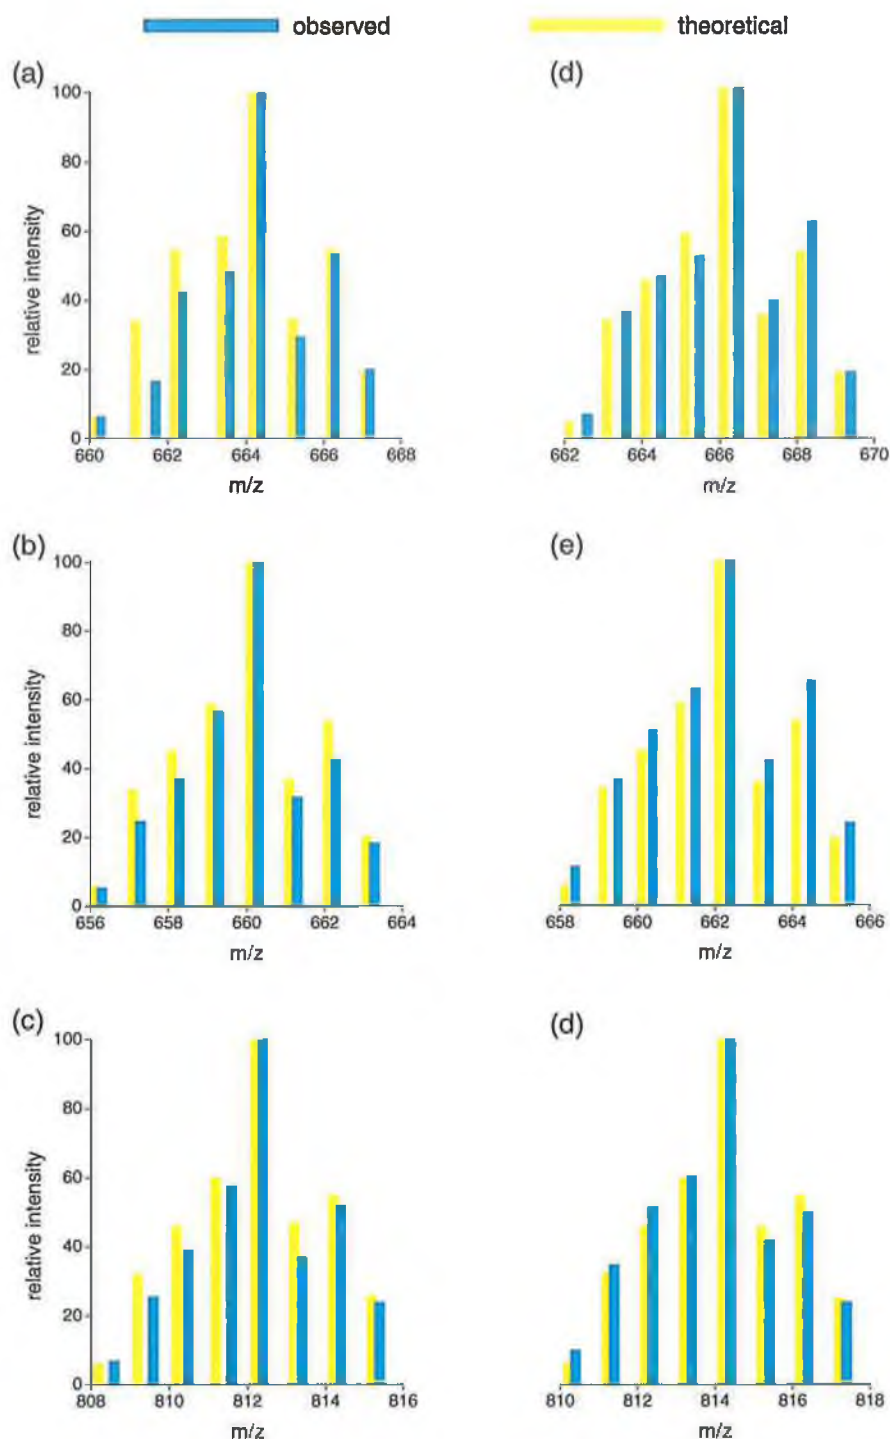 observed theoretical
(a)
100
80
60
40
20
0
relative intensity
660 662 664 666 668
m/z
(d)
662 664 666 668 670
m/z
(b)
100
80
60
40
20
0
relative intensity
656 658 660 662 664
m/z
(e)
658 660 662 664 666
m/z
(c)
100
80
60
40
20
0
relative intensity
808 810 812 814 816
m/z
(d)
810 812 814 816 818
m/z